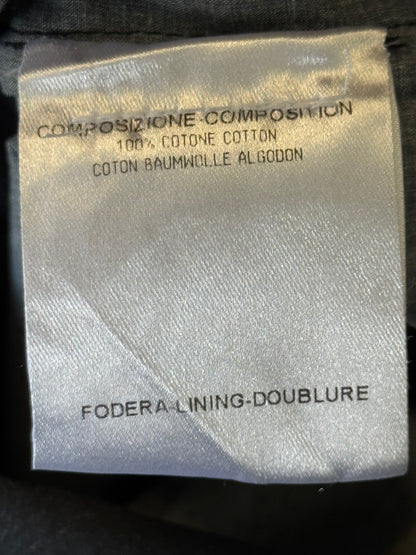 COMPOSIZIONE-COMPOSITION
100% COTONE COTTON
COTON BAUMWOLLE ALGODON
FODERA-LINING-DOUBLURE